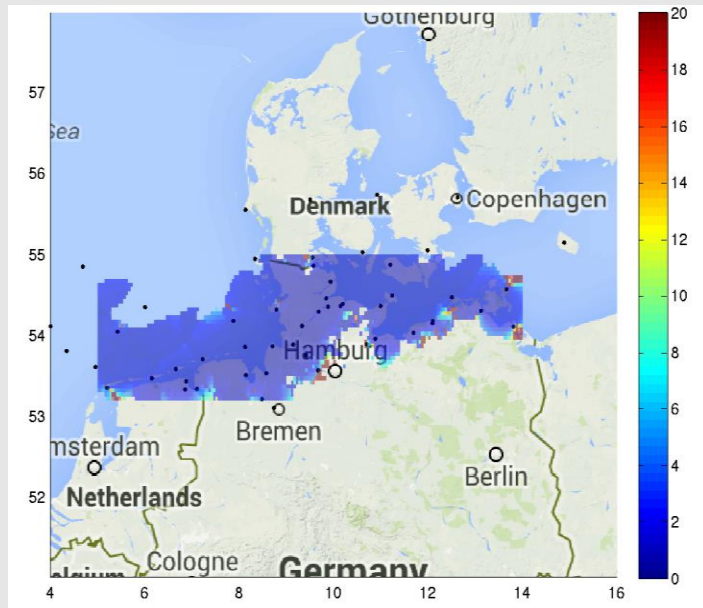 Gothenburg
20
57
18
Sea
16
56
Denmark
Copenhagen
14
55
12
10
54
Hamburg
8
53
Bremen
6
msterdam
Berlin
52
Netherlands
4
2
Cologne
elgium
Germany
0
4
6
8
10
12
14
16